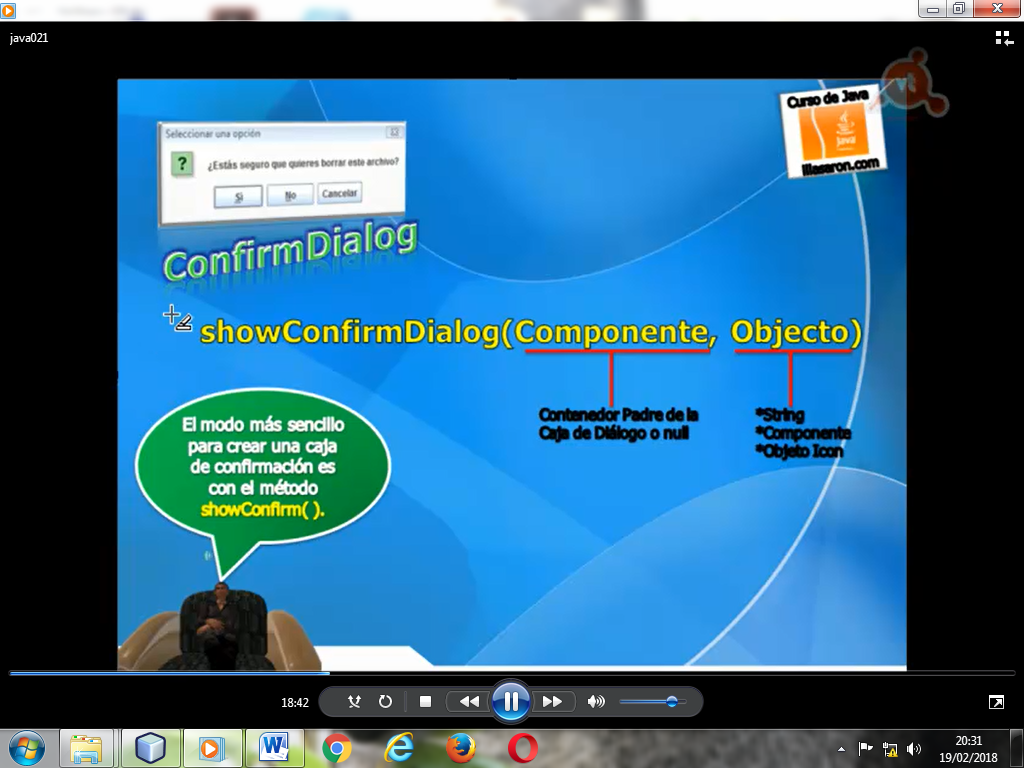 java021
Seleccionar una opción
¿Estás seguro que quieres borrar este archivo?
Sí
No
Cancelar
Curso de Java
Java
illasaron.com
vt
ConfirmDialog
showConfirmDialog(Componente, Objecto)
Contenedor Padre de la
Caja de Diálogo o null
*String
*Componente
*Objeto Icon
El modo más sencillo
para crear una caja
de confirmación es
con el método
showConfirm( ).
18:42
20:31
19/02/2018